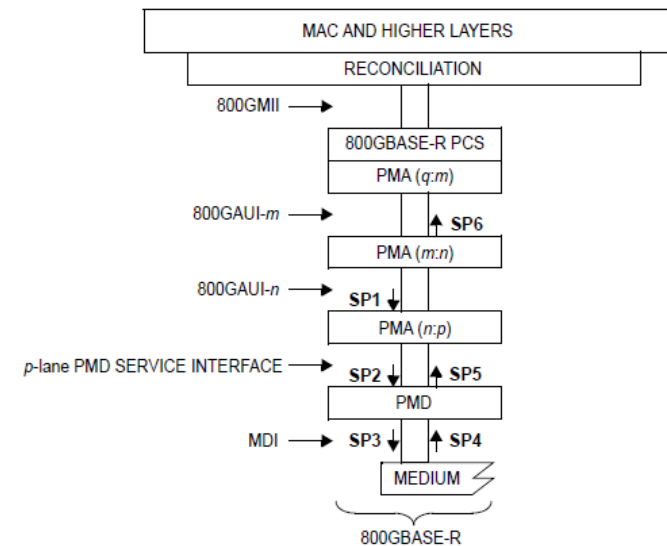 MAC AND HIGHER LAYERS
RECONCILIATION
800GMII
800GBASE-R PCS
PMA (q:m)
800GAUI-m
SP6
PMA (m:n)
800GAUI-n
SP1
PMA (n:p)
p-lane PMD SERVICE INTERFACE
SP2
SP5
PMD
MDI
SP3
SP4
MEDIUM
800GBASE-R